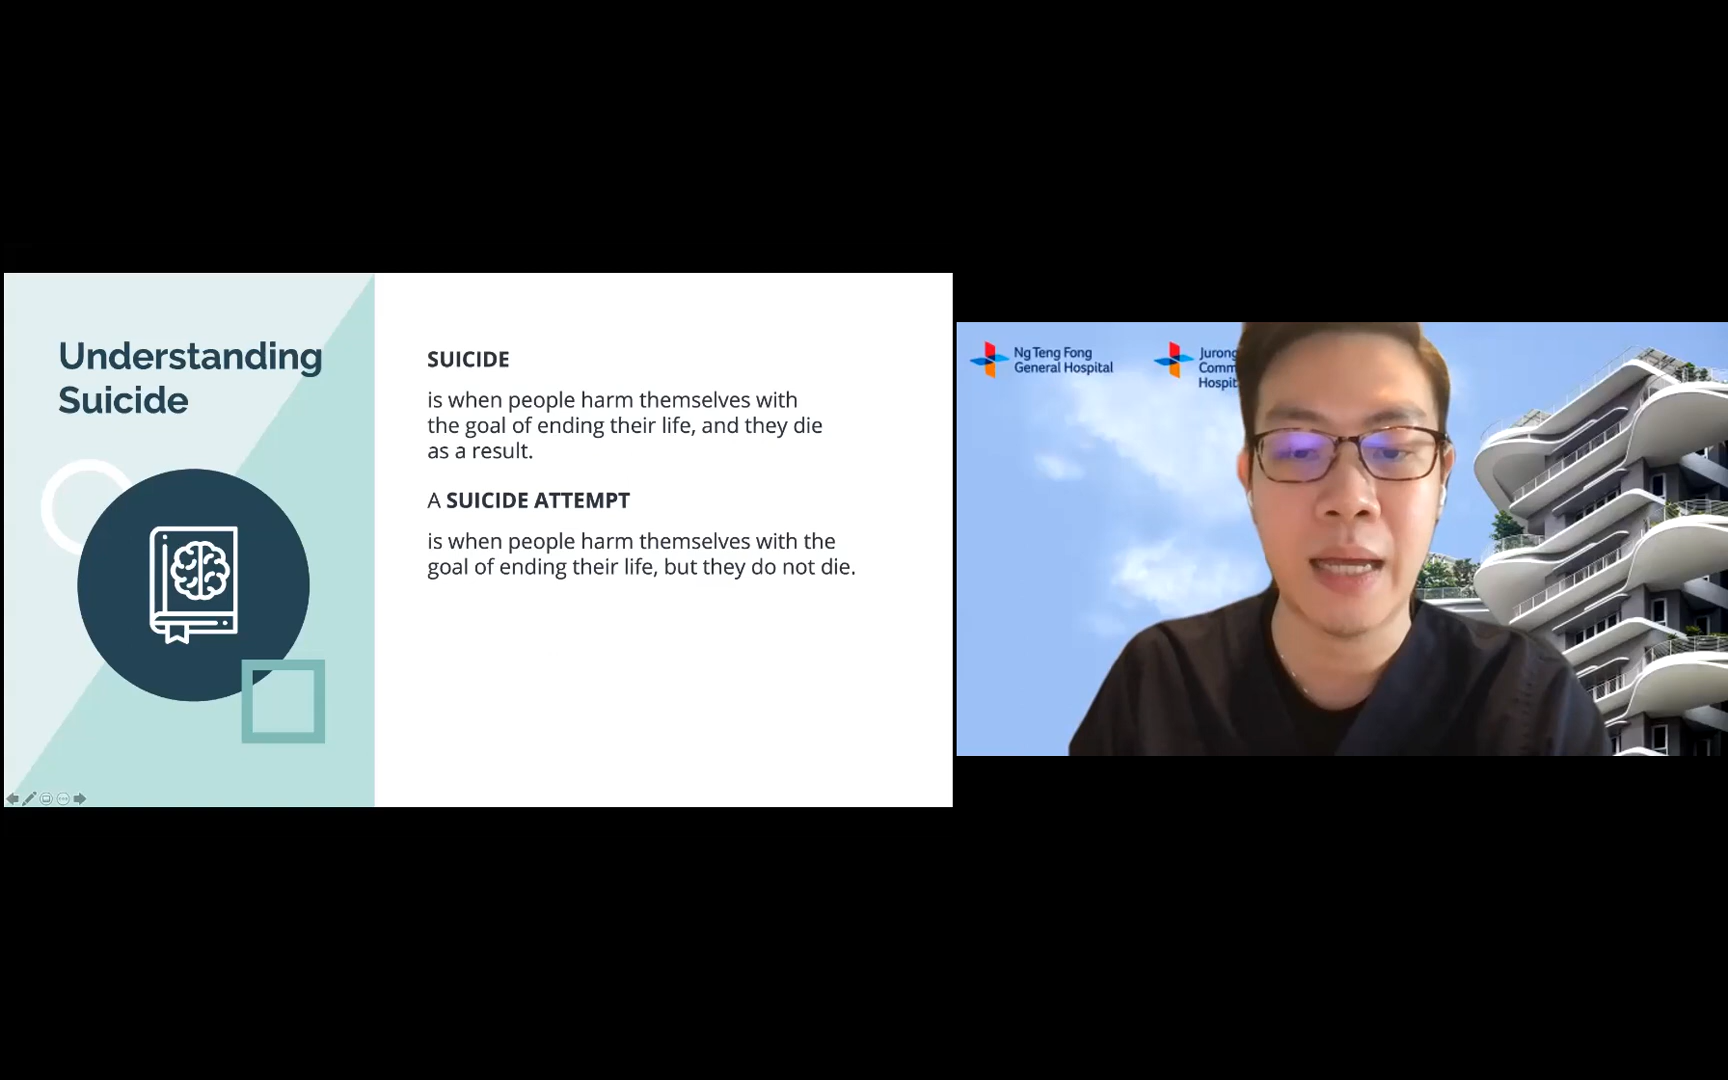 Understanding
Suicide
SUICIDE
is when people harm themselves with
the goal of ending their life, and they die
as a result.
A SUICIDE ATTEMPT
is when people harm themselves with the
goal of ending their life, but they do not die.
Ng Teng Fong
General Hospital
Jurong
Comm
Hospit